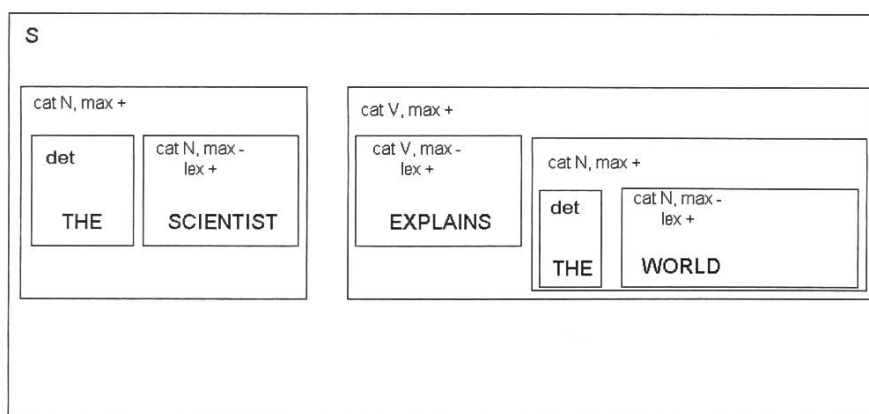 S
cat N, max +
det
THE
cat N, max -
lex +
SCIENTIST
cat V, max +
cat V, max -
lex +
EXPLAINS
cat N, max +
det
THE
cat N, max -
lex +
WORLD